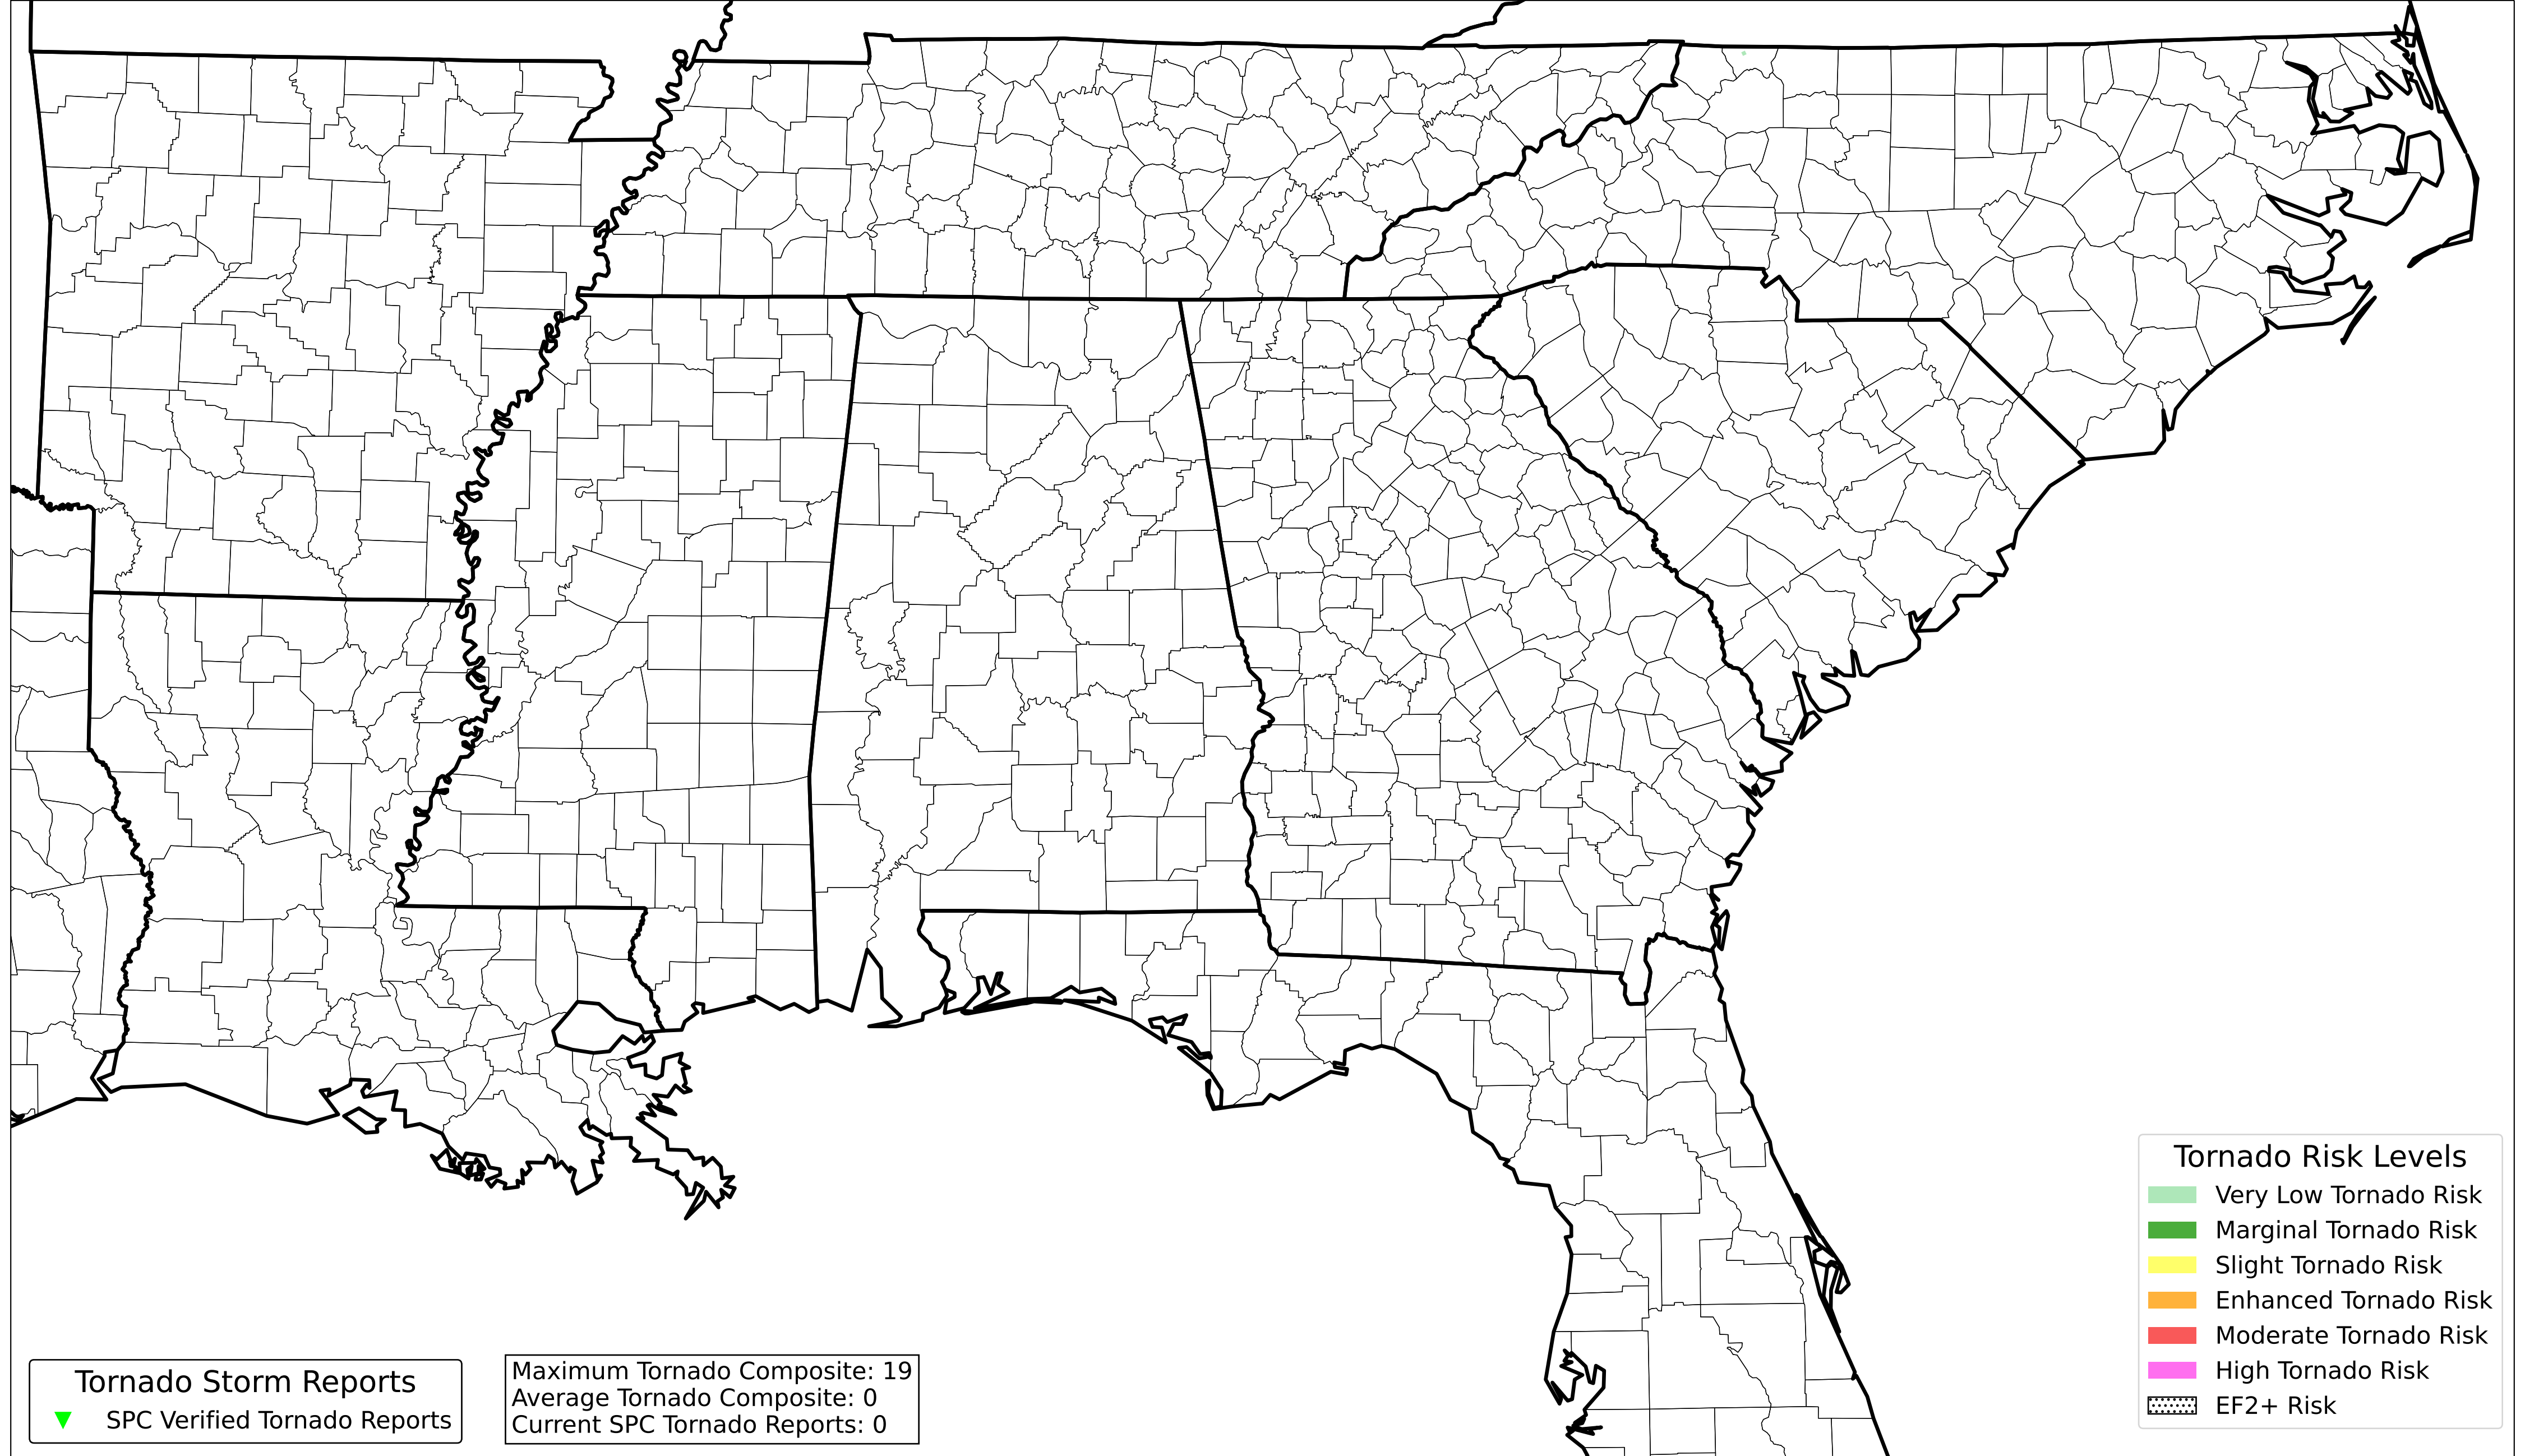 Tornado Storm Reports
SPC Verified Tornado Reports
Maximum Tornado Composite: 19
Average Tornado Composite: 0
Current SPC Tornado Reports: 0
Tornado Risk Levels
Very Low Tornado Risk
Marginal Tornado Risk
Slight Tornado Risk
Enhanced Tornado Risk
Moderate Tornado Risk
High Tornado Risk
EF2+ Risk